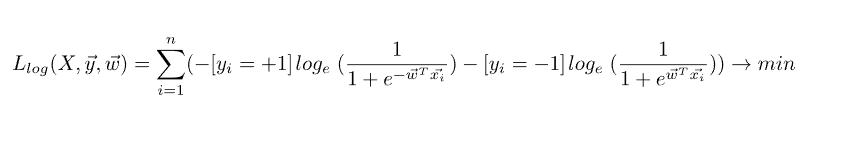 L_{log}(X, \vec{y}, \vec{w}) = \sum_{i=1}^{n} (-[y_i = +1] log_e (\frac{1}{1 + e^{-\vec{w}^T \vec{x_i}}}) - [y_i = -1] log_e (\frac{1}{1 + e^{\vec{w}^T \vec{x_i}}})) \to min